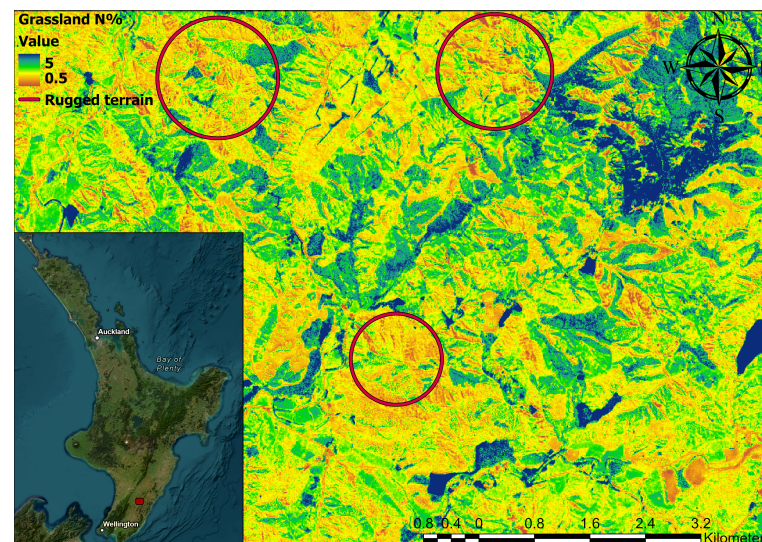 Grassland N%
Value
5
0.5
Rugged terrain
N
W
S
Auckland
Bay of
Plenty
Wellington
0.8 0.4 0 0.8 1.6 2.4 3.2
Kilometer